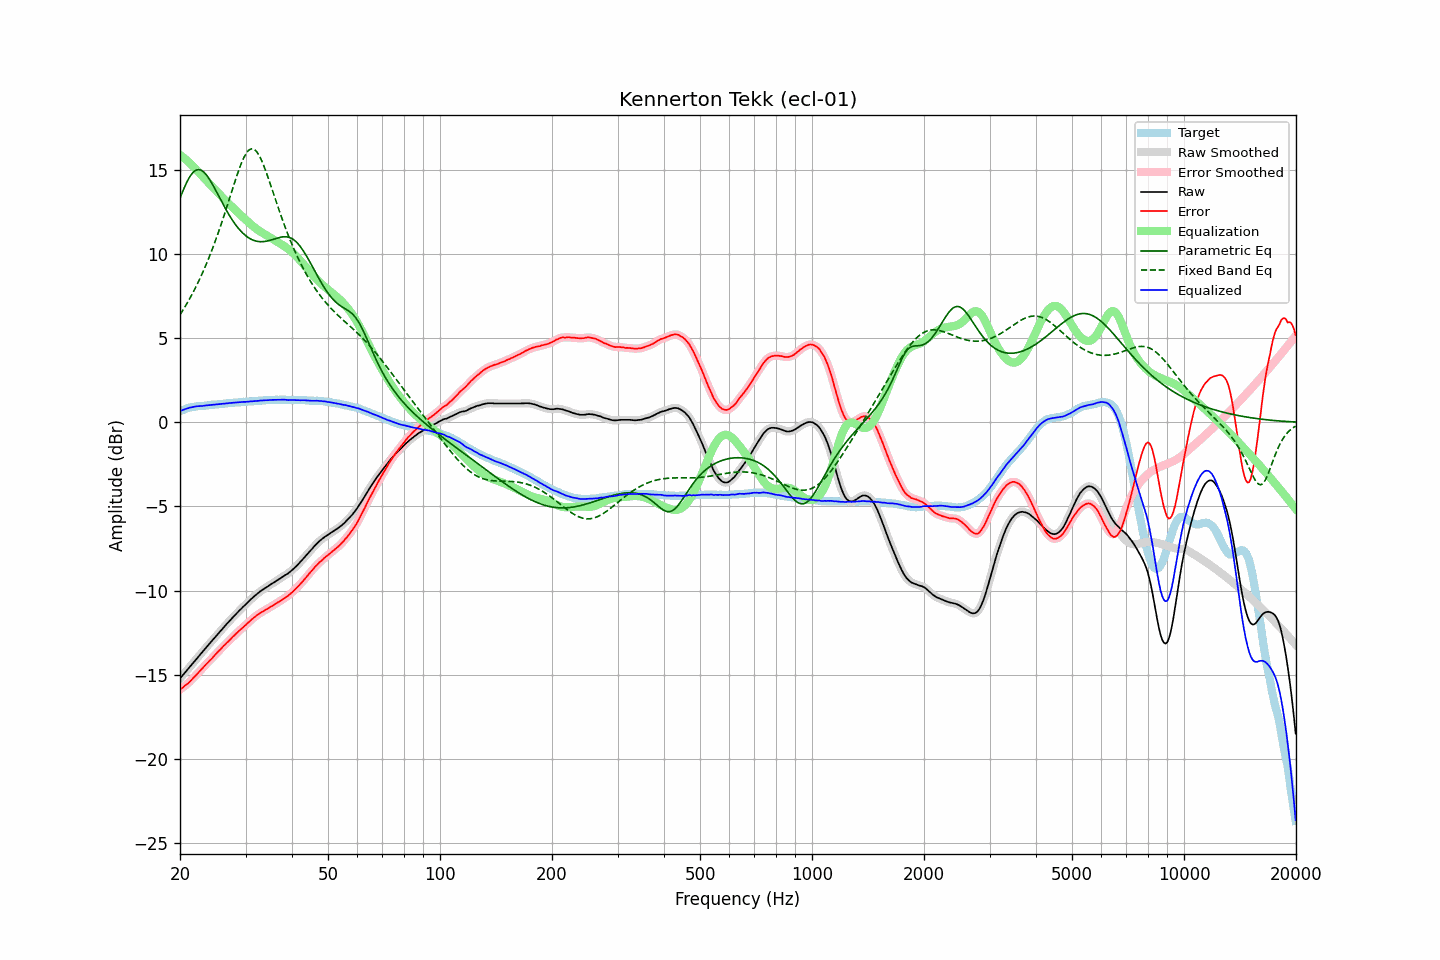 Kennerton Tekk (ecl-01)
Target
Raw Smoothed
Error Smoothed
Raw
Error
Equalization
Parametric Eq
Fixed Band Eq
Equalized
Amplitude (dBr)
15
10
5
0
−5
−10
−15
−20
−25
20 50 100 200 500 1000 2000 5000 10000 20000
Frequency (Hz)